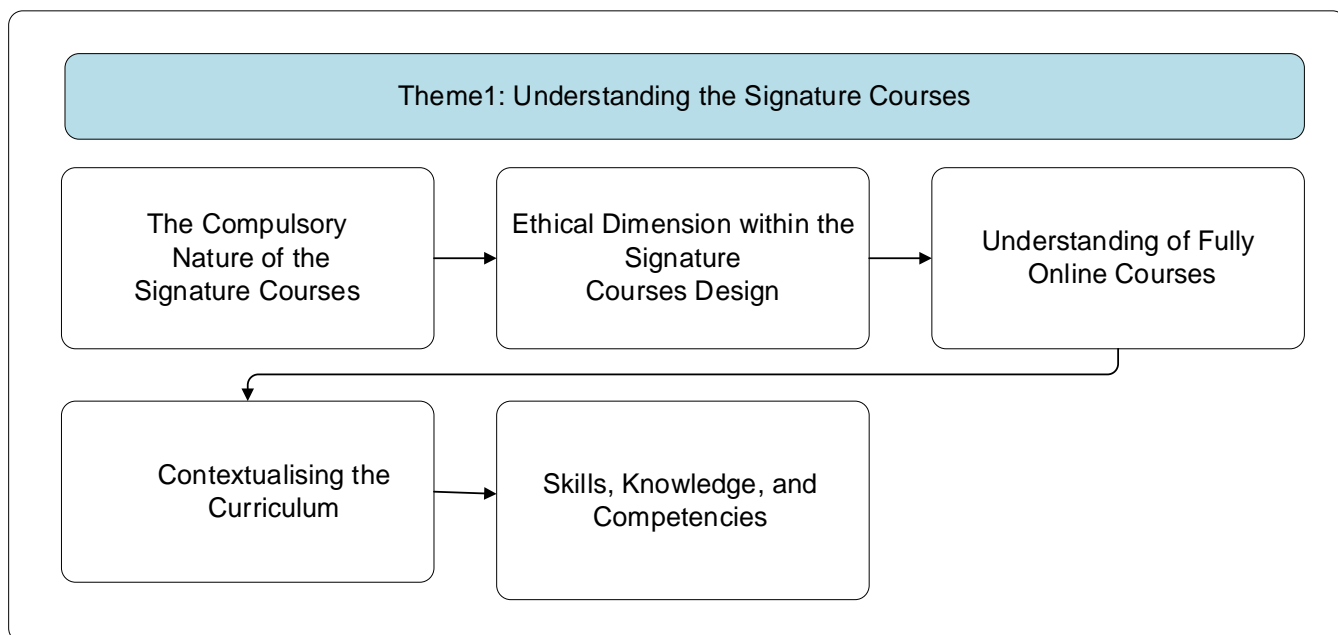 Theme1: Understanding the Signature Courses
The Compulsory
Nature of the
Signature Courses
Ethical Dimension within the
Signature
Courses Design
Understanding of Fully
Online Courses
Contextualising the
Curriculum
Skills, Knowledge, and
Competencies